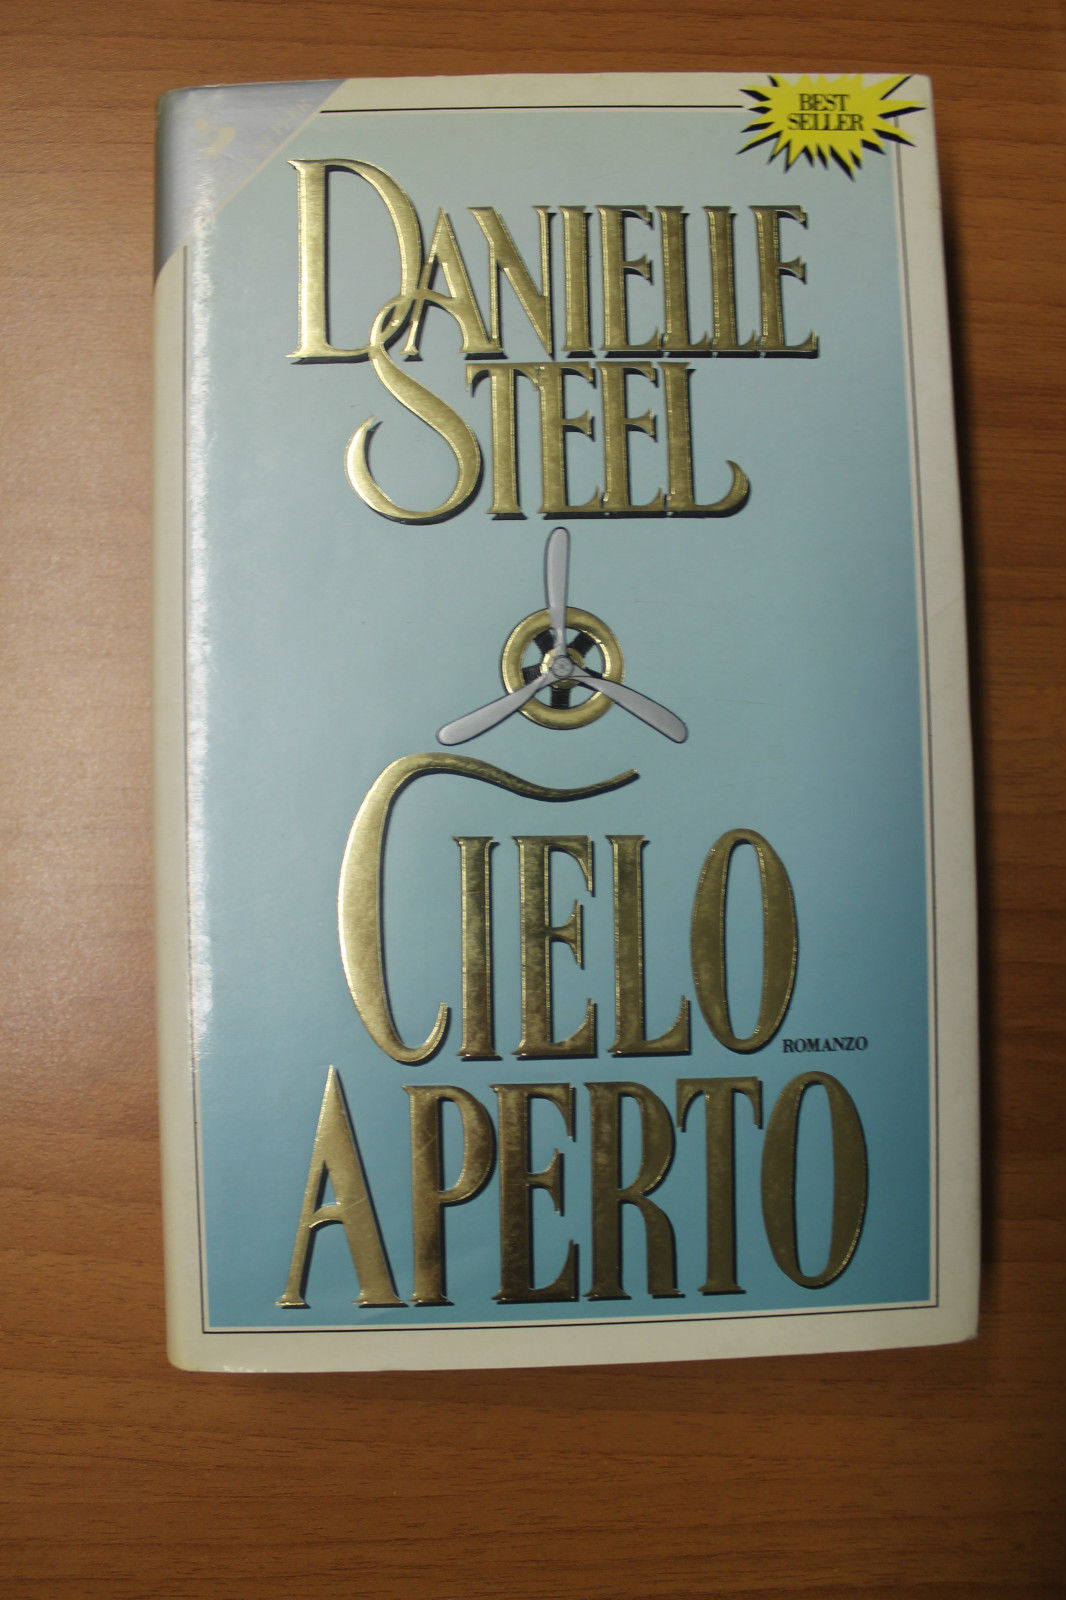 BEST
SELLER
DANIELLE
STEEL
CIELO
ROMANZO
APERTO